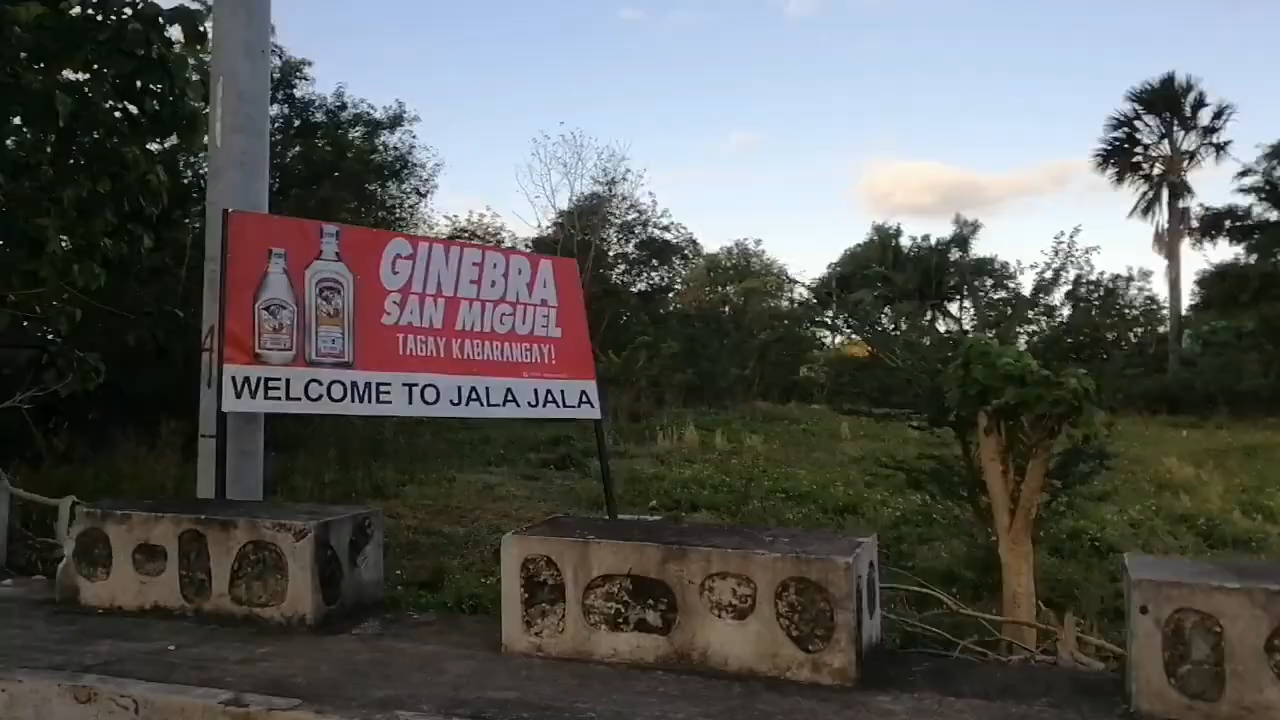 GINEBRA
SAN MIGUEL
TAGAY KABARANGAY!
WELCOME TO JALA JALA